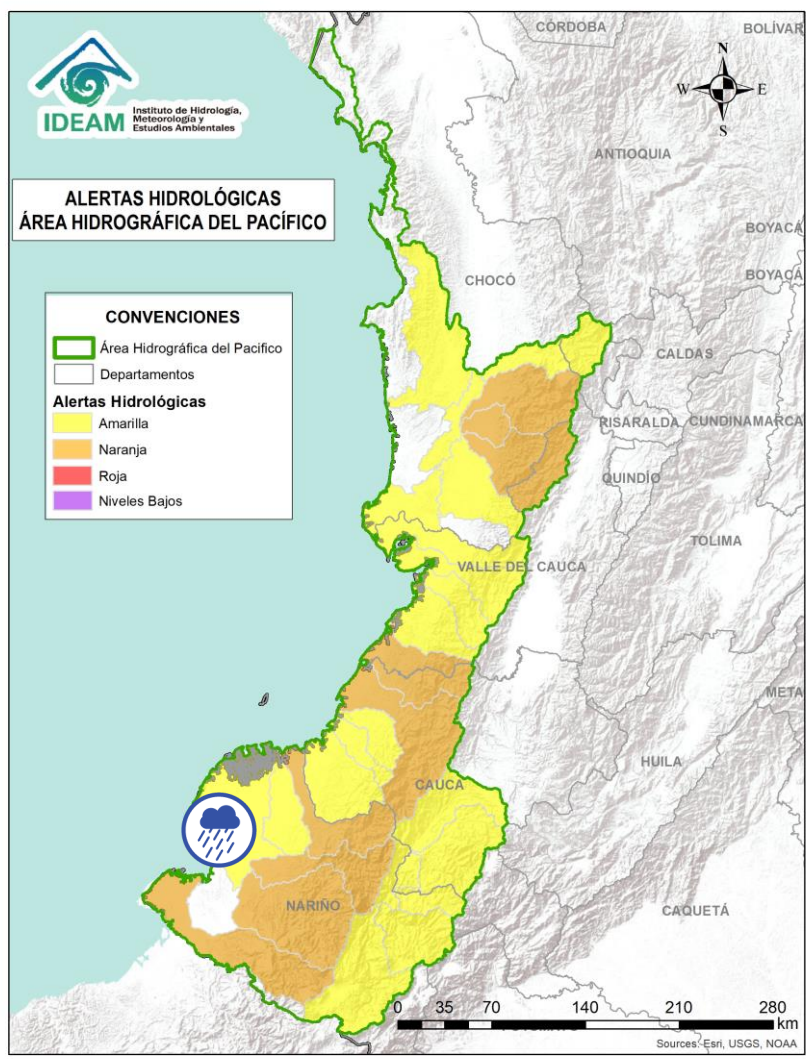 CÓRDOBA
BOLÍVAR
N
W E
S
IDEAM
Instituto de Hidrología,
Meteorología y
Estudios Ambientales
ANTIOQUIA
ALERTAS HIDROLÓGICAS
ÁREA HIDROGRÁFICA DEL PACÍFICO
BOYACÁ
BOYACÁ
CHOCÓ
CONVENCIONES
Área Hidrográfica del Pacifico
Departamentos
Alertas Hidrológicas
Amarilla
Naranja
Roja
Niveles Bajos
CALDAS
RISARALDA
CUNDINAMARCA
QUINDÍO
TOLIMA
VALLE DEL CAUCA
META
HUILA
CAUCA
NARIÑO
CAQUETÁ
0 35 70 140 210 280
km
Sources: Esri, USGS, NOAA